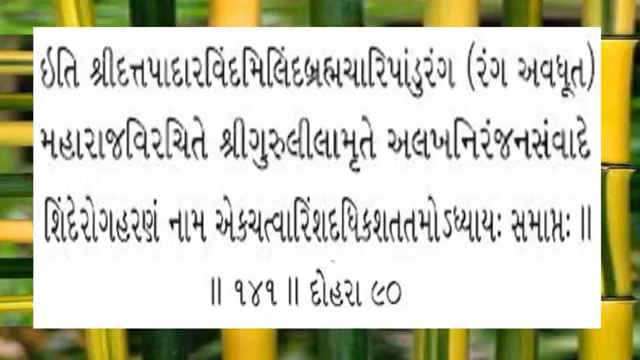 ઇતિ શ્રીદત્તપાદારવિંદમિલિંદબ્રહ્મચારિપાંડુરંગ (રંગ અવધૂત)
મહારાજવિરચિતે શ્રીગુરુલીલામૃતે અલખનિરંજનસંવાદે
શિંદેરોગહરણં નામ એકચત્વારિંશદધિકશતતમોઽધ્યાયઃ સમાપ્તઃ ॥
॥ ૧૪૧ ॥ દોહરા ૯૦